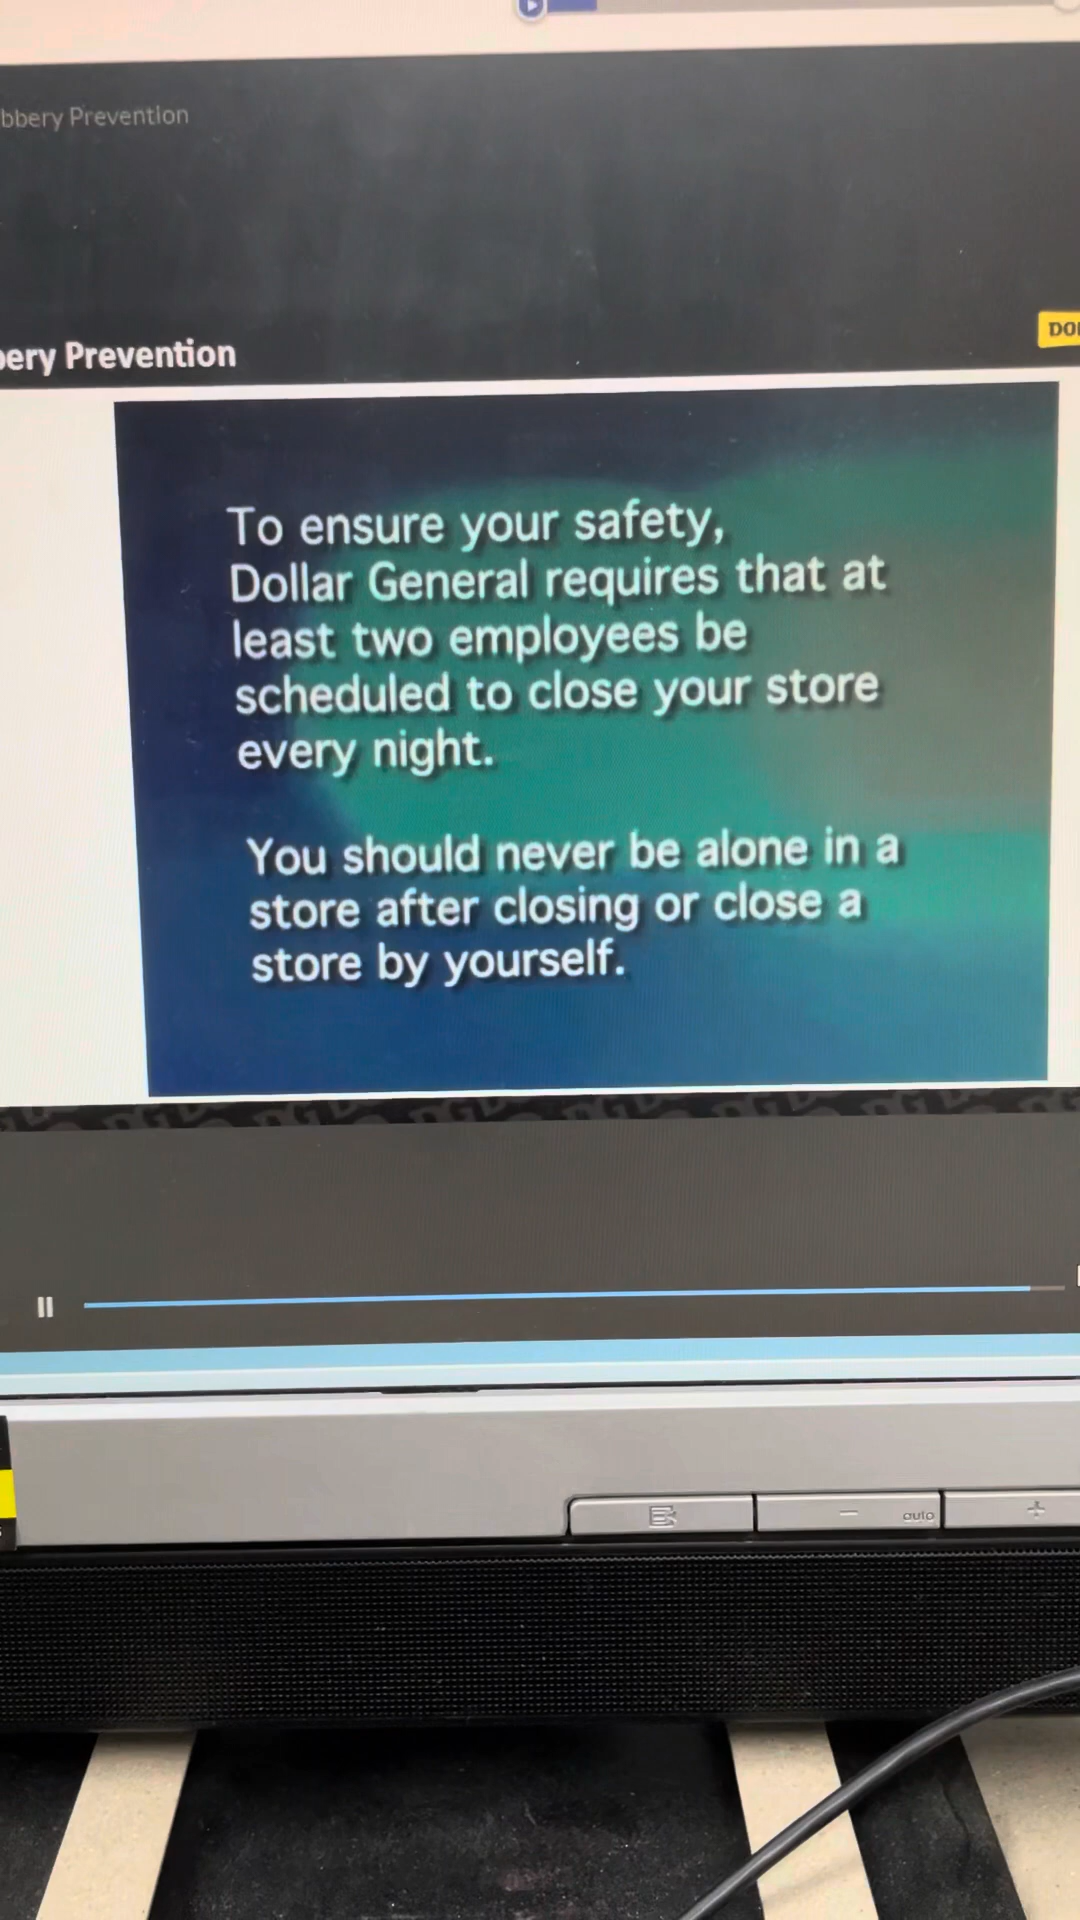 bbery Prevention
bery Prevention
To ensure your safety,
Dollar General requires that at
least two employees be
scheduled to close your store
every night.
You should never be alone in a
store after closing or close a
store by yourself.
auto